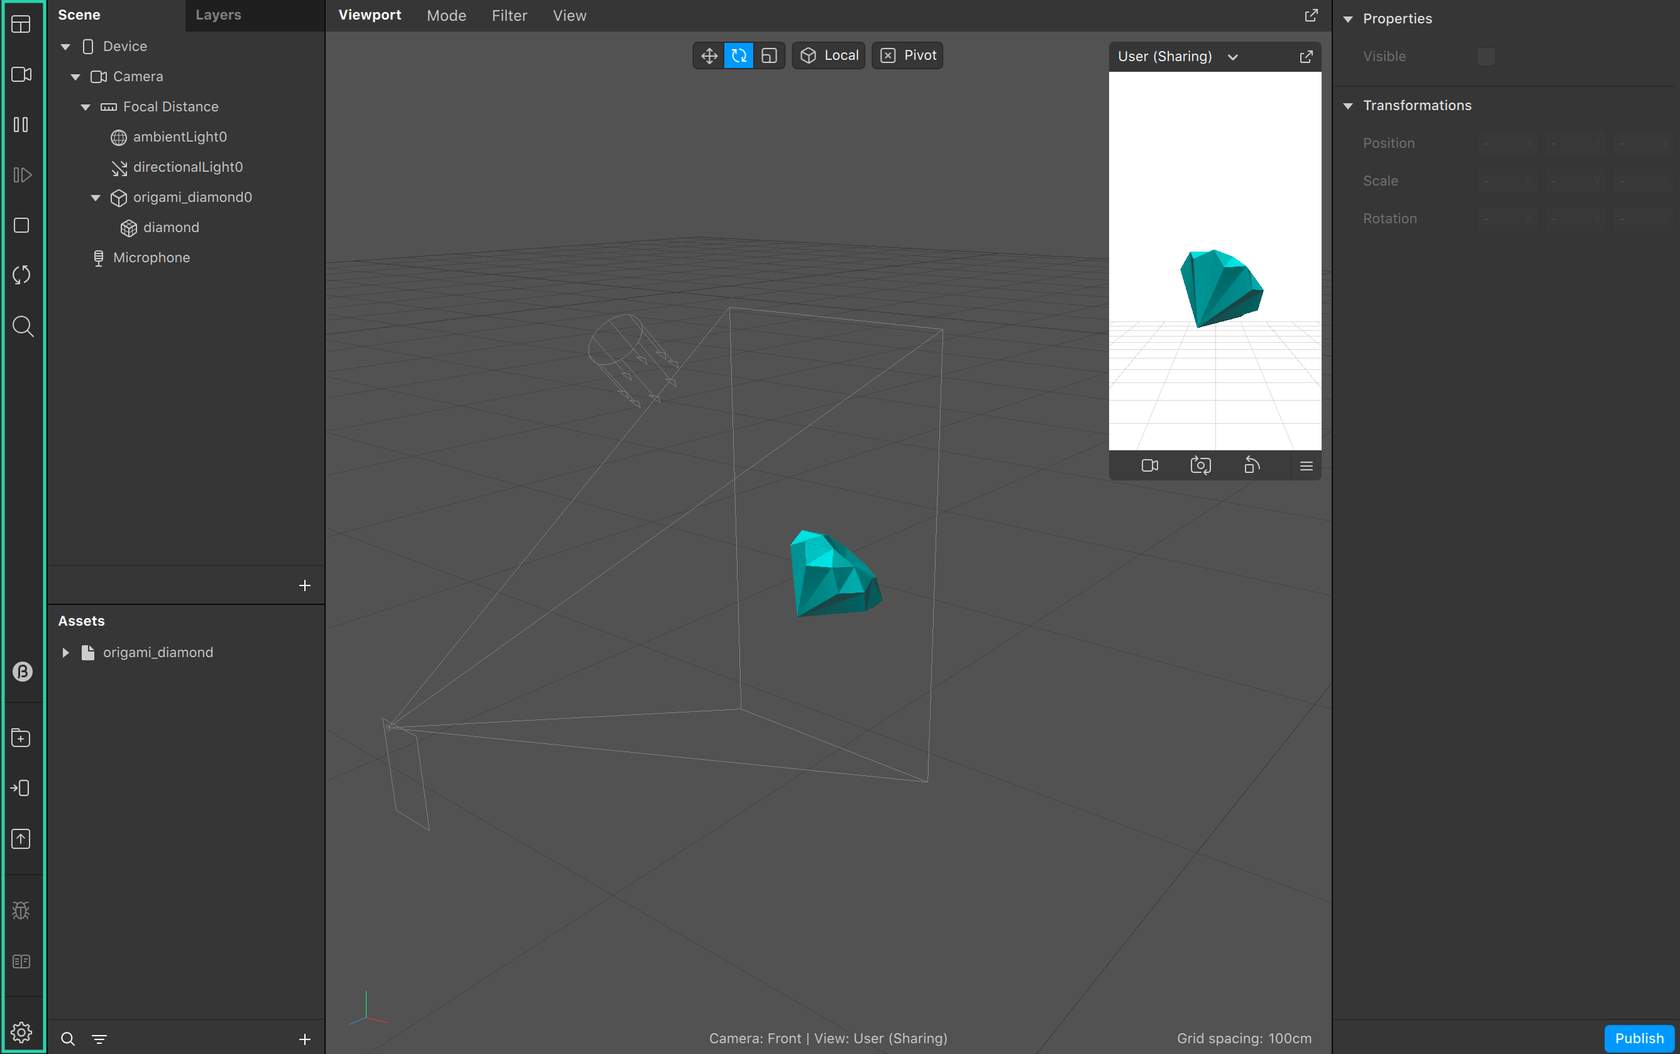 Scene
Layers
Device
Camera
Focal Distance
ambientLight0
directionalLight0
origami_diamond0
diamond
Microphone
Assets
origami_diamond
β
Viewport Mode Filter View
Local
Pivot
User (Sharing)
Camera: Front | View: User (Sharing)
Grid spacing: 100cm
Properties
Visible
Transformations
Position - - -
Scale - - -
Rotation - - -
Publish